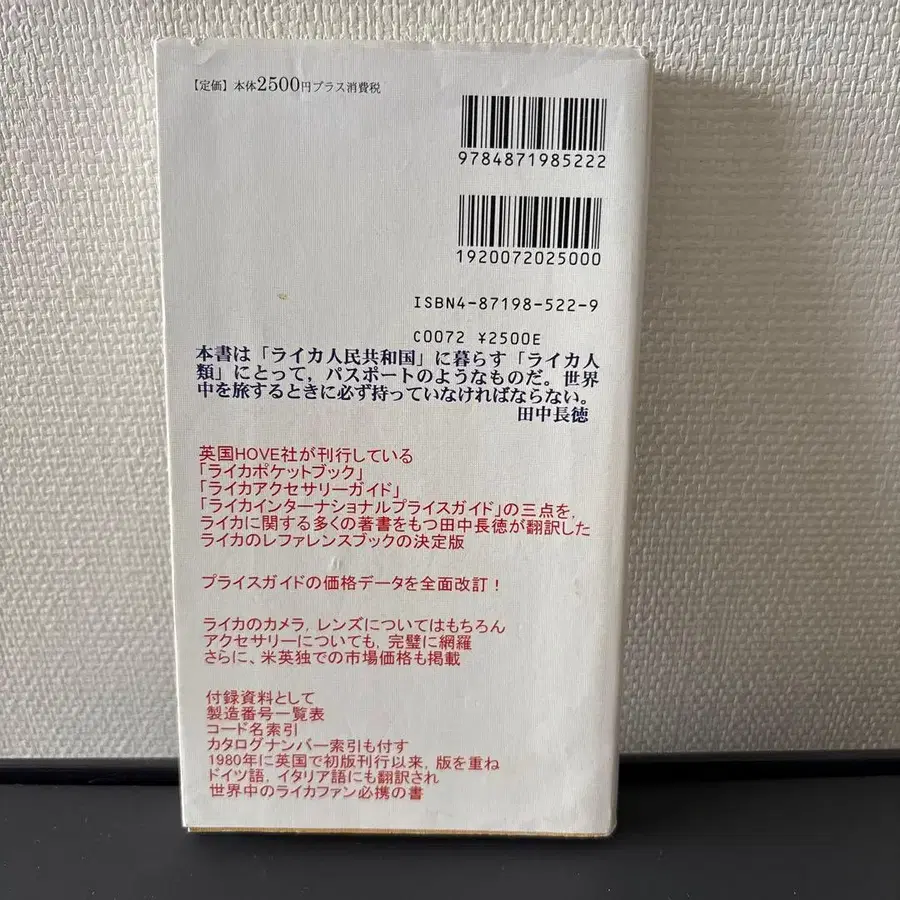 【定価】本体2500円プラス消費税
9784871985222
1920072025000
ISBN4-87198-522-9
C0072 ¥2500E
本書は「ライカ人民共和国」に暮らす「ライカ人
類」にとって，パスポートのようなものだ。世界
中を旅するときに必ず持っていなければならない。
田中長徳
英国HOVE社が刊行している
「ライカポケットブック」
「ライカアクセサリーガイド」
「ライカインターナショナルプライスガイド」の三点を，
ライカに関する多くの著書をもつ田中長徳が翻訳した
ライカのレファレンスブックの決定版
プライスガイドの価格データを全面改訂！
ライカのカメラ，レンズについてはもちろん
アクセサリーについても，完璧に網羅
さらに、米英独での市場価格も掲載
付録資料として
製造番号一覧表
コード名索引
カタログナンバー索引も付す
1980年に英国で初版刊行以来，版を重ね
ドイツ語，イタリア語にも翻訳され
世界中のライカファン必携の書